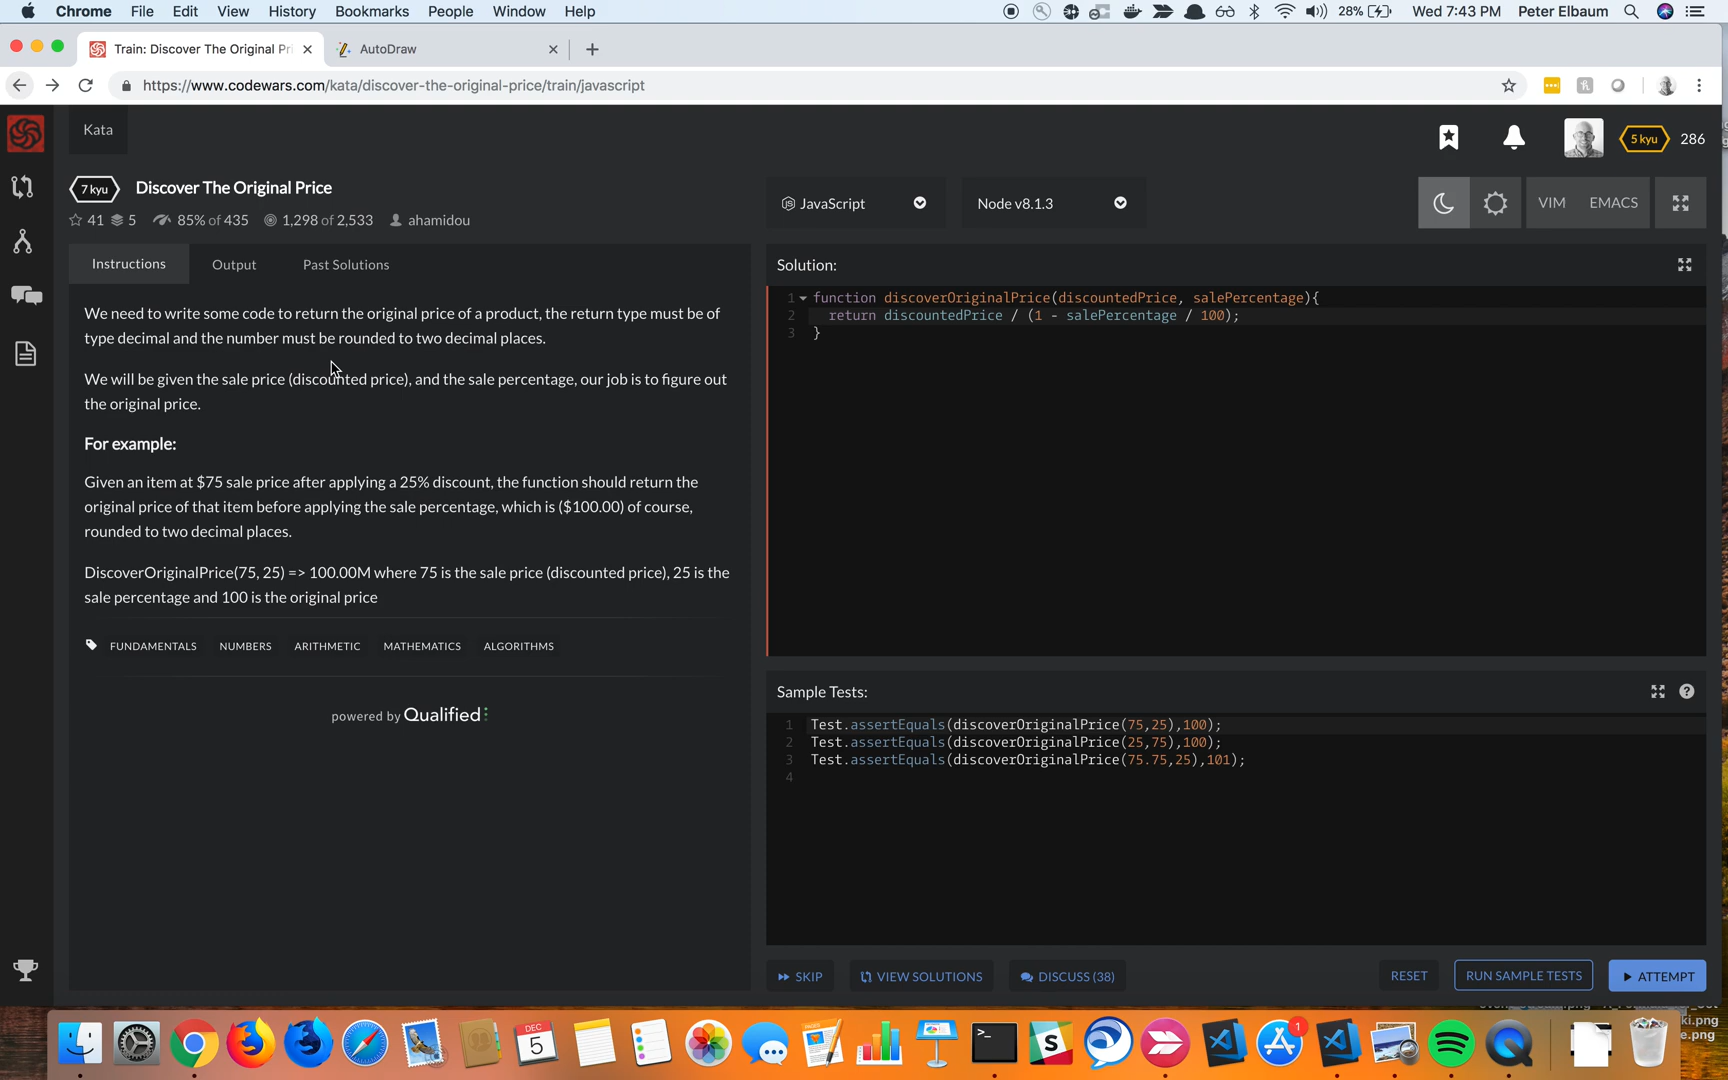 Chrome File Edit View History Bookmarks People Window Help 28% Wed 7:43 PM Peter Elbaum
Train: Discover The Original Pri AutoDraw
https://www.codewars.com/kata/discover-the-original-price/train/javascript
Kata
5 kyu 286
7 kyu Discover The Original Price
41 5 85% of 435 1,298 of 2,533 ahamidou
JavaScript Node v8.1.3 VIM EMACS
Instructions Output Past Solutions
We need to write some code to return the original price of a product, the return type must be of
type decimal and the number must be rounded to two decimal places.
We will be given the sale price (discounted price), and the sale percentage, our job is to figure out
the original price.
For example:
Given an item at $75 sale price after applying a 25% discount, the function should return the
original price of that item before applying the sale percentage, which is ($100.00) of course,
rounded to two decimal places.
DiscoverOriginalPrice(75, 25) => 100.00M where 75 is the sale price (discounted price), 25 is the
sale percentage and 100 is the original price
FUNDAMENTALS NUMBERS ARITHMETIC MATHEMATICS ALGORITHMS
powered by Qualified
Solution:
1 function discoverOriginalPrice(discountedPrice, salePercentage){
2 return discountedPrice / (1 - salePercentage / 100);
3 }
Sample Tests:
1 Test.assertEquals(discoverOriginalPrice(75,25),100);
2 Test.assertEquals(discoverOriginalPrice(25,75),100);
3 Test.assertEquals(discoverOriginalPrice(75.75,25),101);
4
SKIP VIEW SOLUTIONS DISCUSS (38) RESET RUN SAMPLE TESTS ATTEMPT
ki.png
e.png
DEC
5
PAGES
1